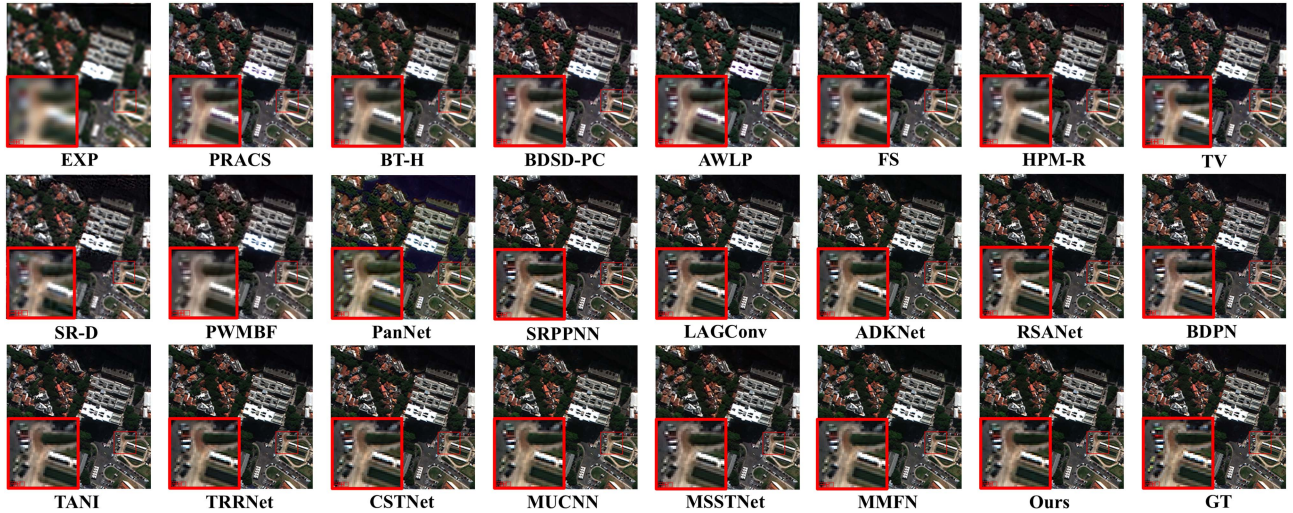 EXP PRACS BT-H BDSD-PC AWLP FS HPM-R TV
SR-D PWMBF PanNet SRPPNN LAGConv ADKNet RSANet BDPN
TANI TRRNet CSTNet MUCNN MSSTNet MMFN Ours GT